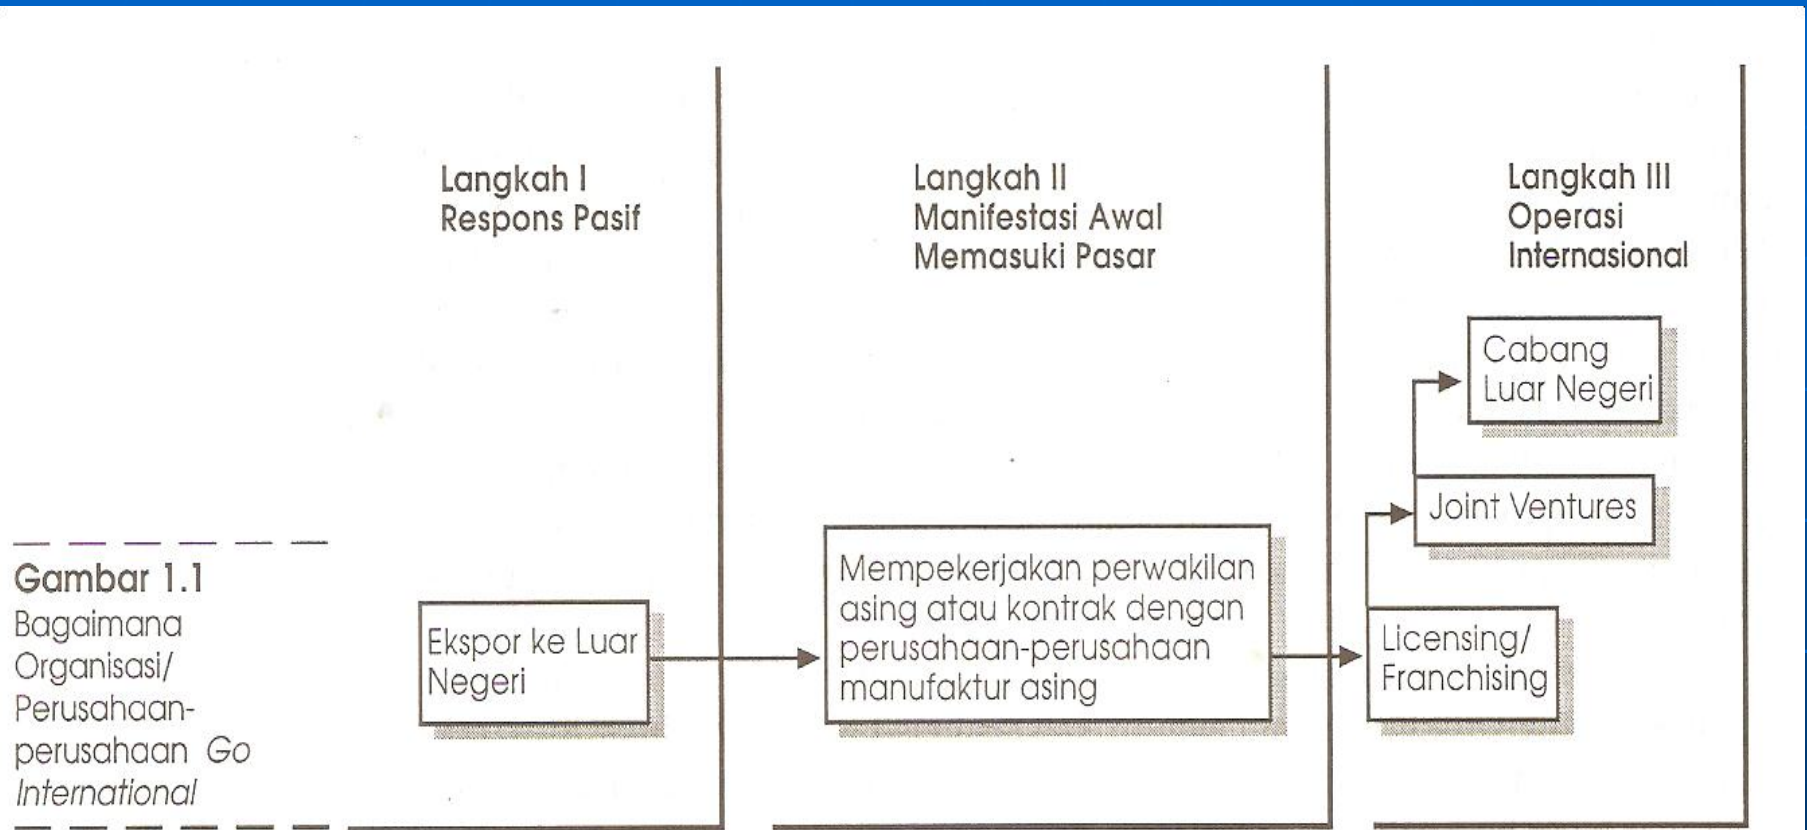 Langkah I
Respons Pasif
Langkah II
Manifestasi Awal
Memasuki Pasar
Langkah III
Operasi
Internasional
Cabang
Luar Negeri
Joint Ventures
Licensing/
Franchising
Mempekerjakan perwakilan
asing atau kontrak dengan
perusahaan-perusahaan
manufaktur asing
Ekspor ke Luar
Negeri
Gambar 1.1
Bagaimana
Organisasi/
Perusahaan-
perusahaan Go
International